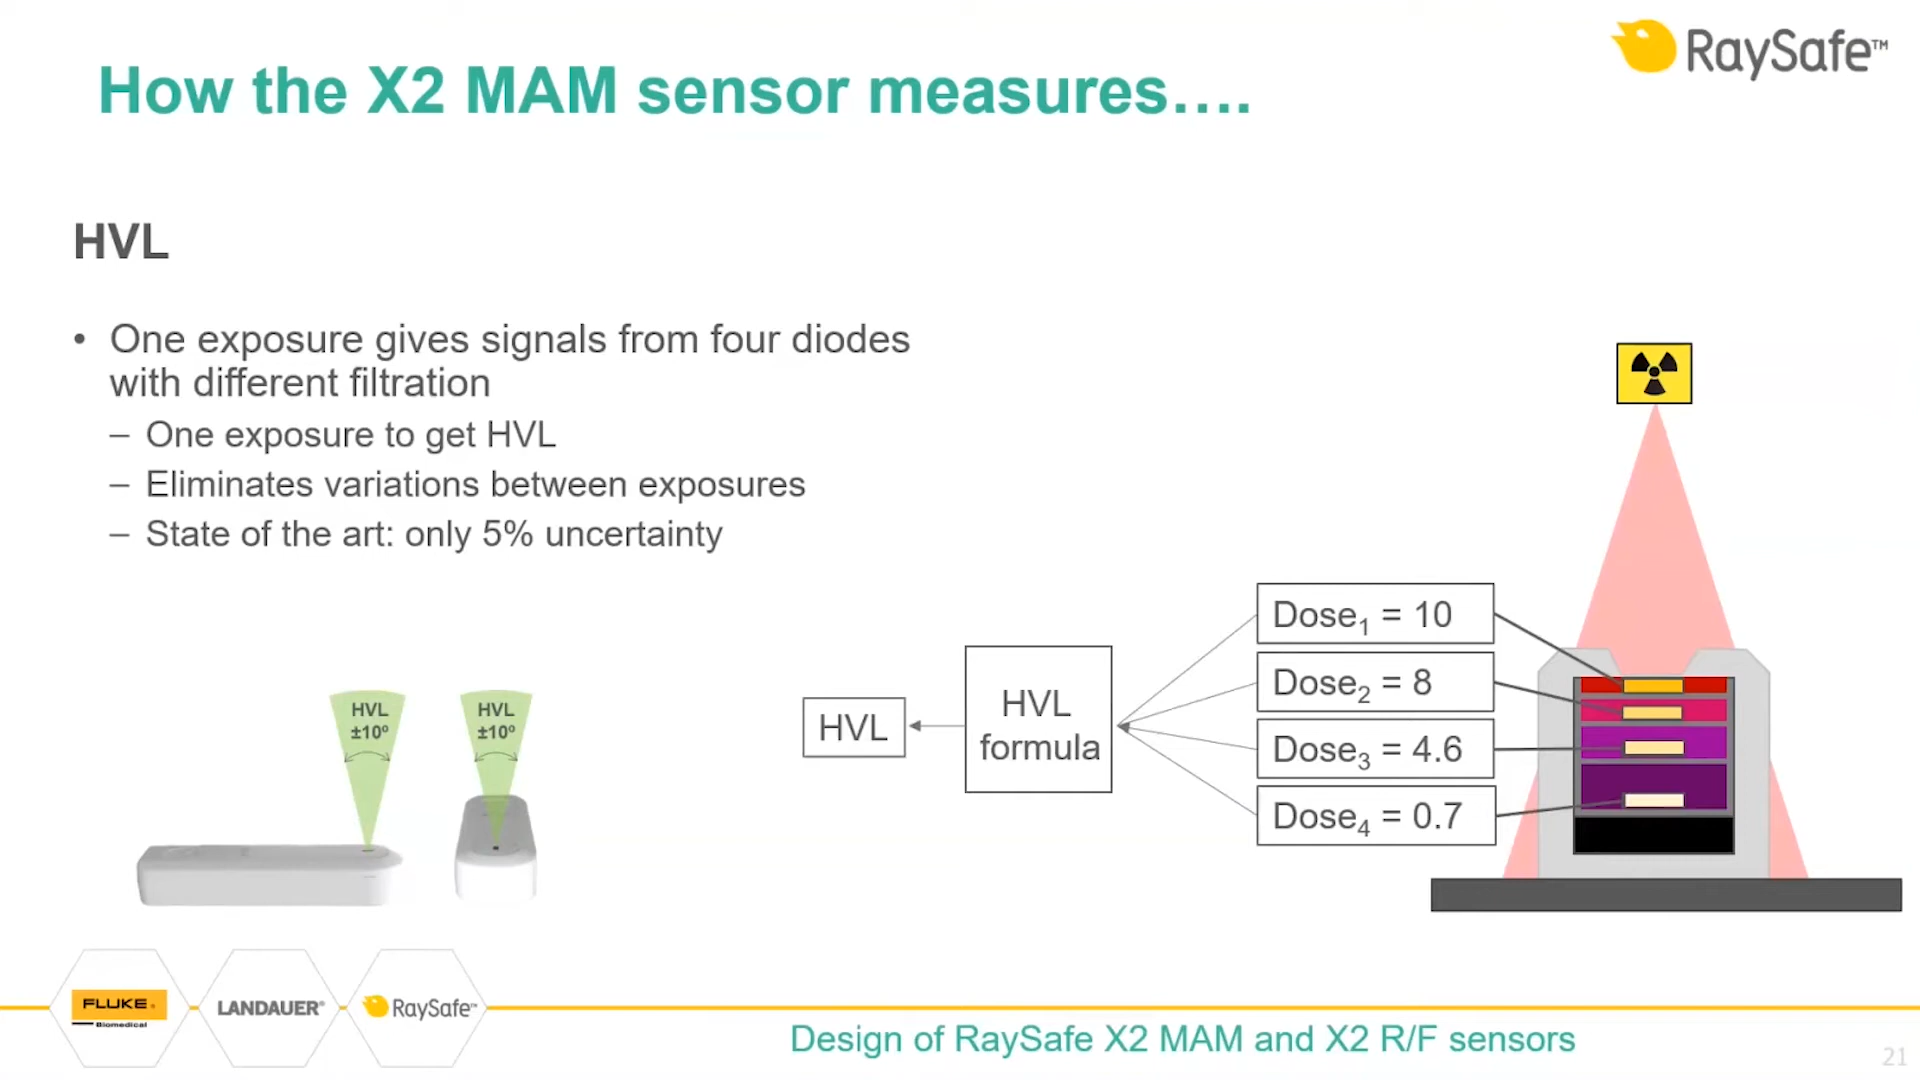 RaySafe™
How the X2 MAM sensor measures....
HVL
• One exposure gives signals from four diodes
with different filtration
– One exposure to get HVL
– Eliminates variations between exposures
– State of the art: only 5% uncertainty
HVL
±10º
HVL
±10º
HVL
HVL
formula
Dose₁ = 10
Dose₂ = 8
Dose₃ = 4.6
Dose₄ = 0.7
FLUKE®
Biomedical
LANDAUER®
RaySafe™
Design of RaySafe X2 MAM and X2 R/F sensors
21